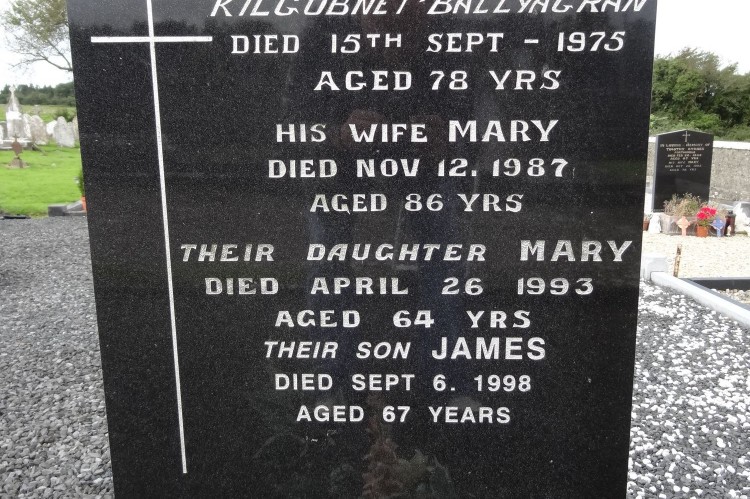 KILGOBNET BALLYAGRAN
DIED 15TH SEPT - 1975
AGED 78 YRS
HIS WIFE MARY
DIED NOV 12. 1987
AGED 86 YRS
THEIR DAUGHTER MARY
DIED APRIL 26 1993
AGED 64 YRS
THEIR SON JAMES
DIED SEPT 6. 1998
AGED 67 YEARS